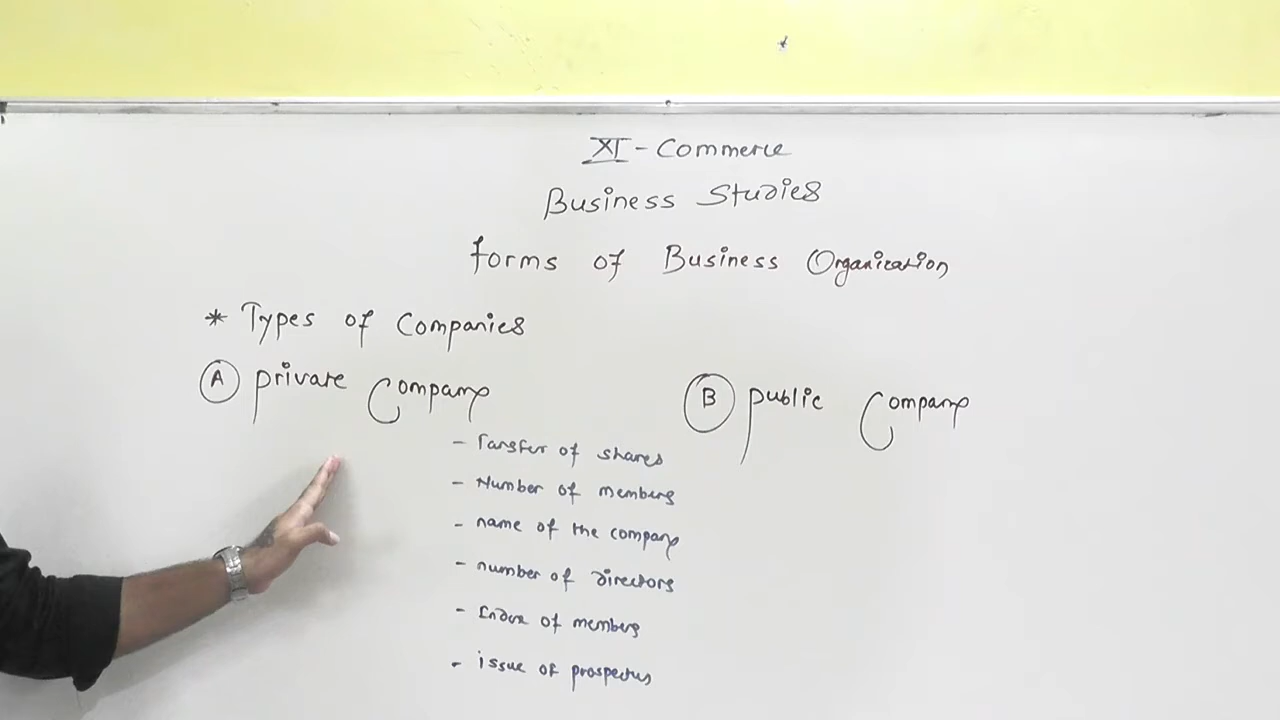 XI - Commerce
Business Studies
forms of Business Organization
* Types of Companies
(A) private Company
(B) public Company
- Transfer of shares
- Number of members
- name of the company
- number of directors
- Index of members
- issue of prospectus